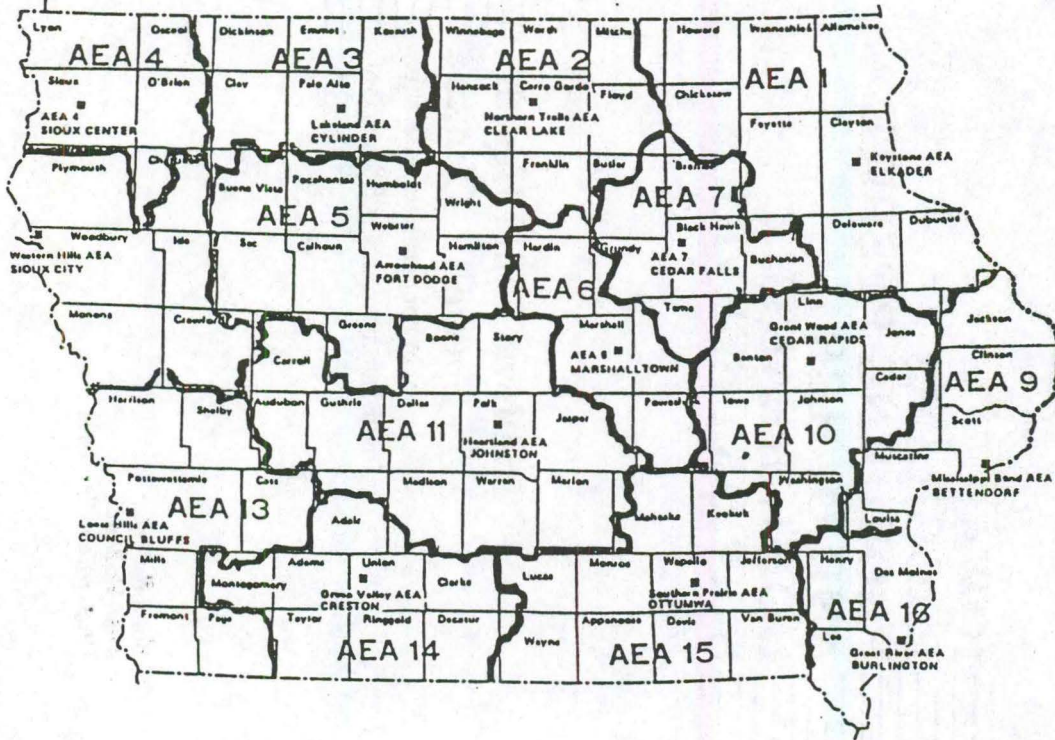 Lyon Osceol Dickinson Emmet Kossuth Winnebago Worth Mitche Howard Winneshiek Allamakee
AEA 4 AEA 3 AEA 2 AEA 1
Sioux O'Brien Clay Palo Alto Hancock Cerro Gordo Floyd Chickasaw
AEA 4
SIOUX CENTER
Lakeland AEA
CYLINDER
Northern Trails AEA
CLEAR LAKE
Fayette Clayton
Keystone AEA
ELKADER
Plymouth Cherokee Buena Vista Pocahontas Humboldt Wright Franklin Butler Bremer
AEA 5 AEA 7
Woodbury Ida Sac Calhoun Webster Hamilton Hardin Grundy Black Hawk Buchanan Delaware Dubuque
Western Hills AEA
SIOUX CITY
Arrowhead AEA
FORT DODGE
AEA 7
CEDAR FALLS
AEA 6
Monona Crawford Carroll Greene Boone Story Marshall Tama Benton Linn Jones Jackson
AEA 6
MARSHALLTOWN
Grant Wood AEA
CEDAR RAPIDS
Clinton
Cedar
AEA 9
Scott
Harrison Shelby Audubon Guthrie Dallas Polk Jasper Powesh Iowa Johnson
AEA 11 AEA 10
Heartland AEA
JOHNSTON
Muscatine
Mississippi Bend AEA
BETTENDORF
Pottawattamie Cass Adair Madison Warren Marion Mahaska Keokuk Washington Louisa
AEA 13
Loess Hills AEA
COUNCIL BLUFFS
Mills Montgomery Adams Union Clarke Lucas Monroe Wapello Jefferson Henry Des Moines
Green Valley AEA
CRESTON
Southern Prairie AEA
OTTUMWA
AEA 16
Fremont Page Taylor Ringgold Decatur Wayne Appanoose Davis Van Buren Lee
AEA 14 AEA 15
Great River AEA
BURLINGTON